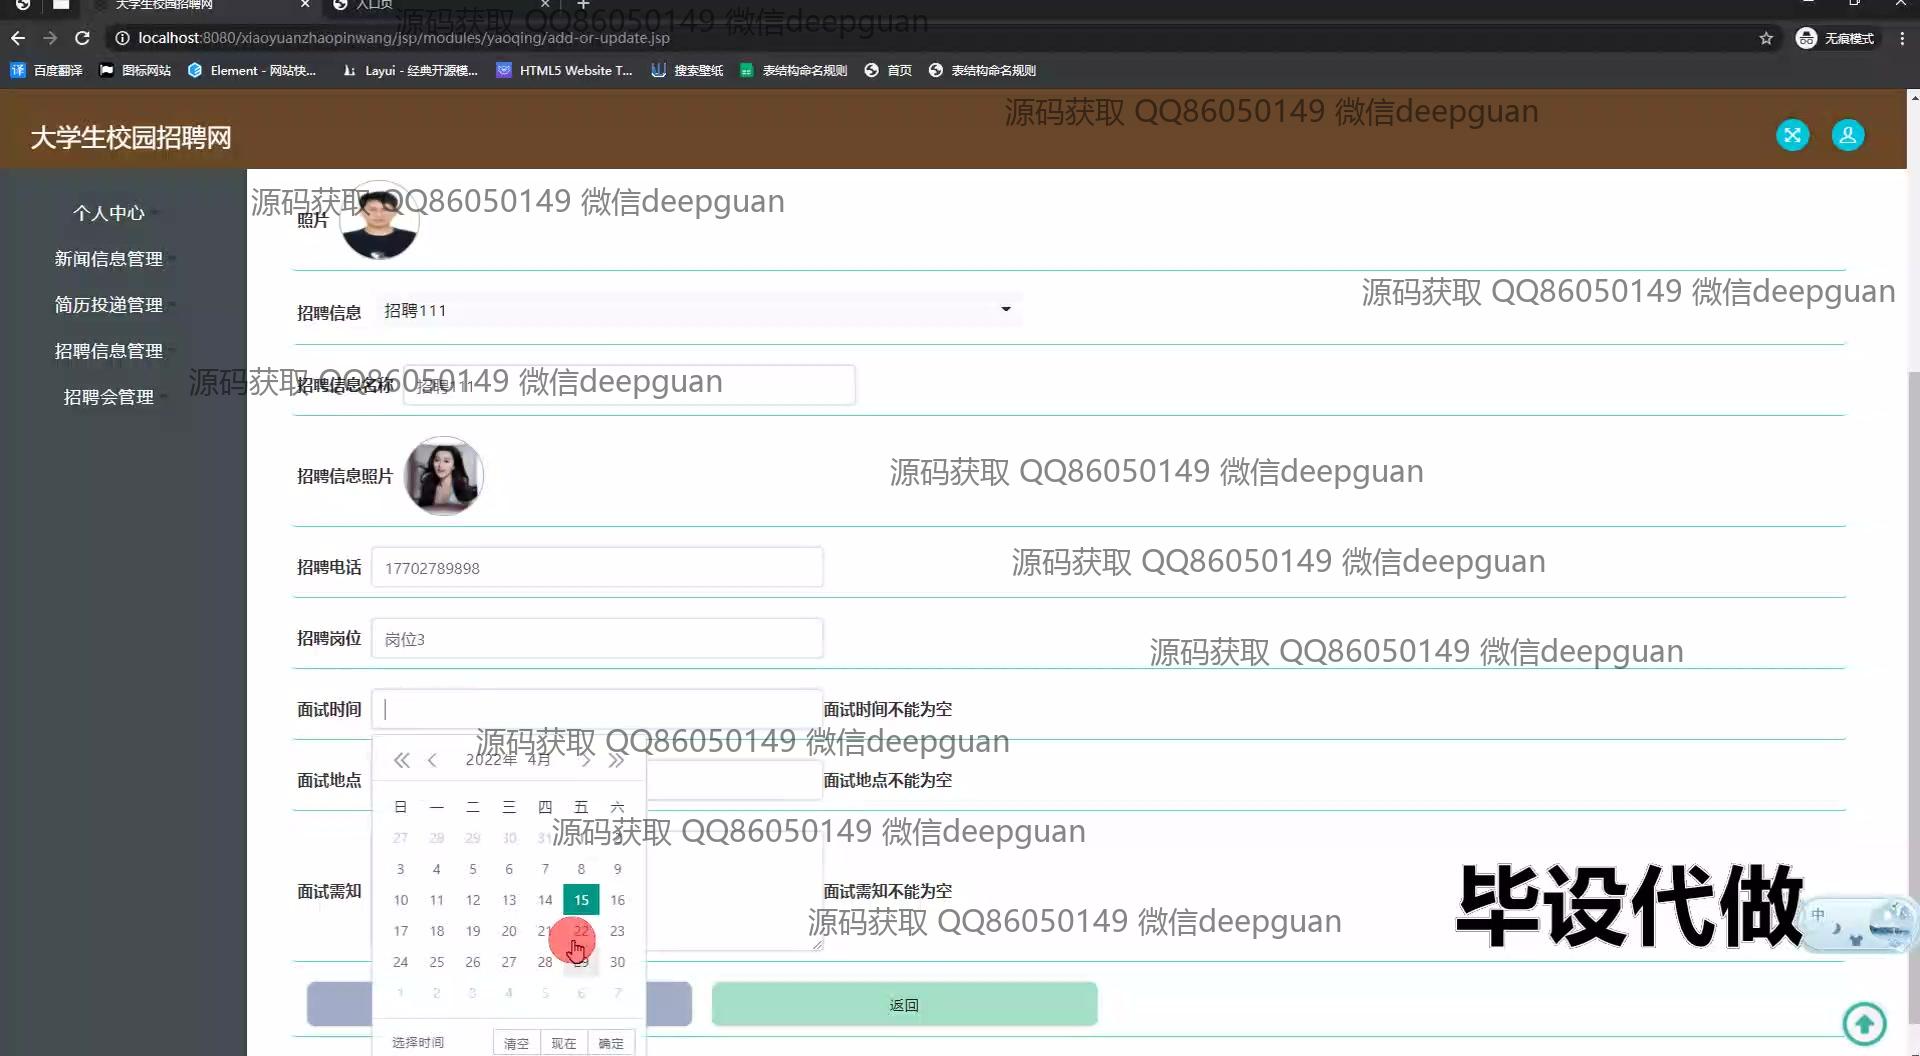 大学生校园招聘网
入口页
源码获取 QQ86050149 微信deepguan
localhost:8080/xiaoyuanzhaopinwang/jsp/modules/yaoqing/add-or-update.jsp
无痕模式
百度翻译 图标网站 Element - 网站快... Layui - 经典开源模... HTML5 Website T... 搜索壁纸 表结构命名规则 首页 表结构命名规则
源码获取 QQ86050149 微信deepguan
大学生校园招聘网
个人中心
新闻信息管理
简历投递管理
招聘信息管理
招聘会管理
源码获取 QQ86050149 微信deepguan
照片
源码获取 QQ86050149 微信deepguan
招聘信息 招聘111
源码获取 QQ86050149 微信deepguan
招聘信息名称 招聘111
招聘信息照片
源码获取 QQ86050149 微信deepguan
招聘电话 17702789898
源码获取 QQ86050149 微信deepguan
招聘岗位 岗位3
源码获取 QQ86050149 微信deepguan
面试时间 面试时间不能为空
源码获取 QQ86050149 微信deepguan
2022年 4月
面试地点 面试地点不能为空
日 一 二 三 四 五 六
27 28 29 30 31
源码获取 QQ86050149 微信deepguan
3 4 5 6 7 8 9
10 11 12 13 14 15 16
面试需知 面试需知不能为空
源码获取 QQ86050149 微信deepguan
17 18 19 20 21 22 23
24 25 26 27 28 29 30
1 2 3 4 5 6 7
选择时间 清空 现在 确定
返回
毕设代做
中